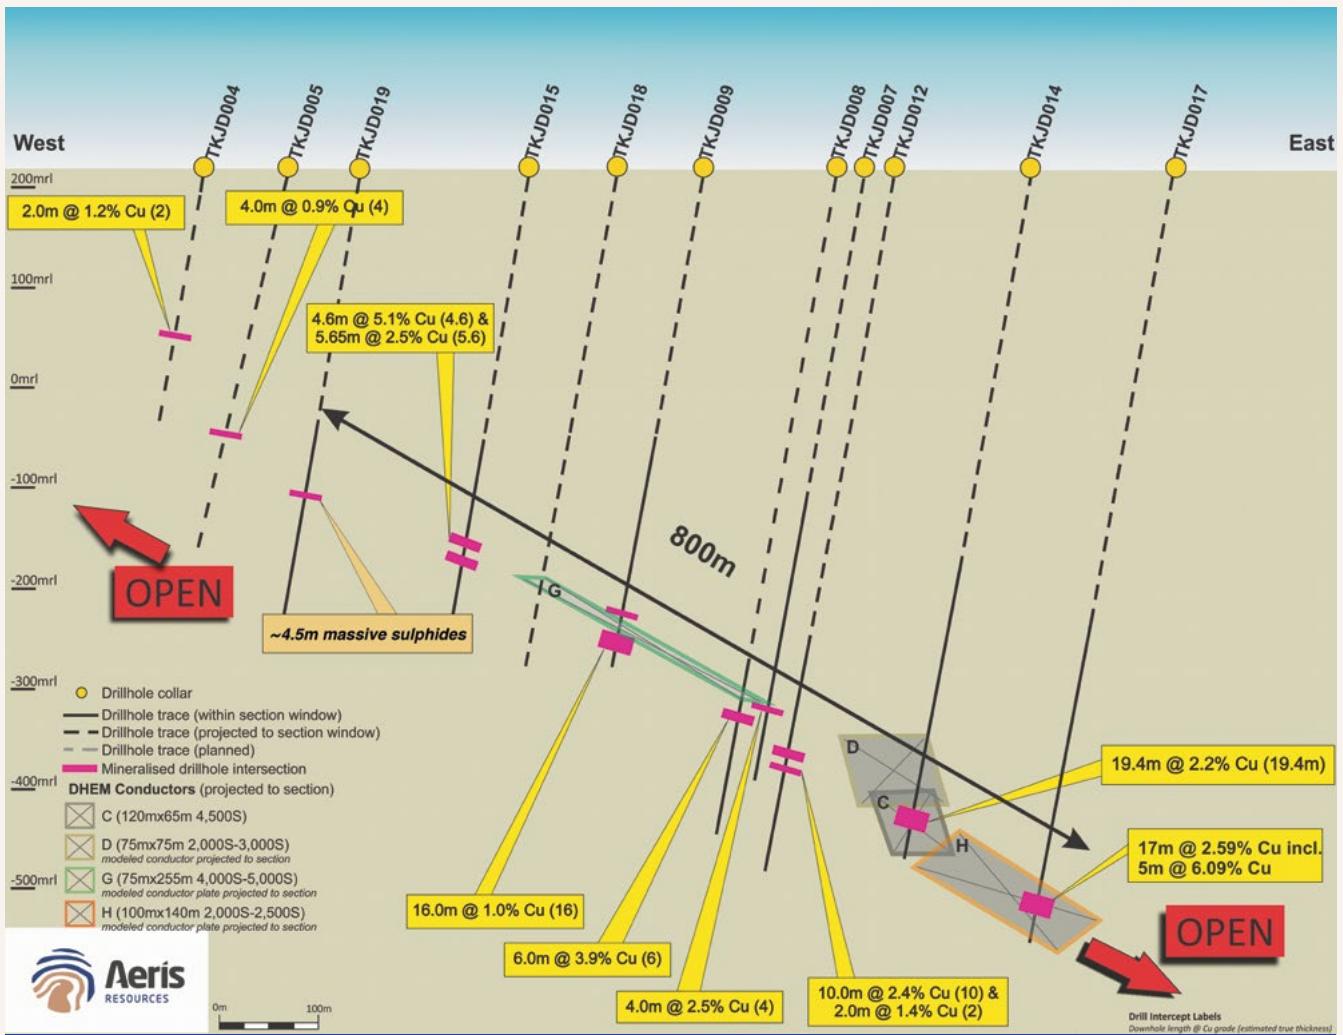 TKJD004
TKJD005
TKJD019
TKJD015
TKJD018
TKJD009
TKJD008
TKJD007
TKJD012
TKJD014
TKJD017
West
East
200mrl
2.0m @ 1.2% Cu (2)
4.0m @ 0.9% Cu (4)
100mrl
4.6m @ 5.1% Cu (4.6) &
5.65m @ 2.5% Cu (5.6)
0mrl
-100mrl
800m
OPEN
-200mrl
G
~4.5m massive sulphides
-300mrl
Drillhole collar
Drillhole trace (within section window)
Drillhole trace (projected to section window)
Drillhole trace (planned)
Mineralised drillhole intersection
-400mrl
DHEM Conductors (projected to section)
C (120mx65m 4,500S)
D (75mx75m 2,000S-3,000S)
modeled conductor projected to section
G (75mx255m 4,000S-5,000S)
modeled conductor plate projected to section
-500mrl
H (100mx140m 2,000S-2,500S)
modeled conductor plate projected to section
D
C
H
19.4m @ 2.2% Cu (19.4m)
17m @ 2.59% Cu incl.
5m @ 6.09% Cu
16.0m @ 1.0% Cu (16)
6.0m @ 3.9% Cu (6)
4.0m @ 2.5% Cu (4)
10.0m @ 2.4% Cu (10) &
2.0m @ 1.4% Cu (2)
OPEN
Aeris
RESOURCES
0m
100m
Drill Intercept Labels
Downhole length @ Cu grade (estimated true thickness)